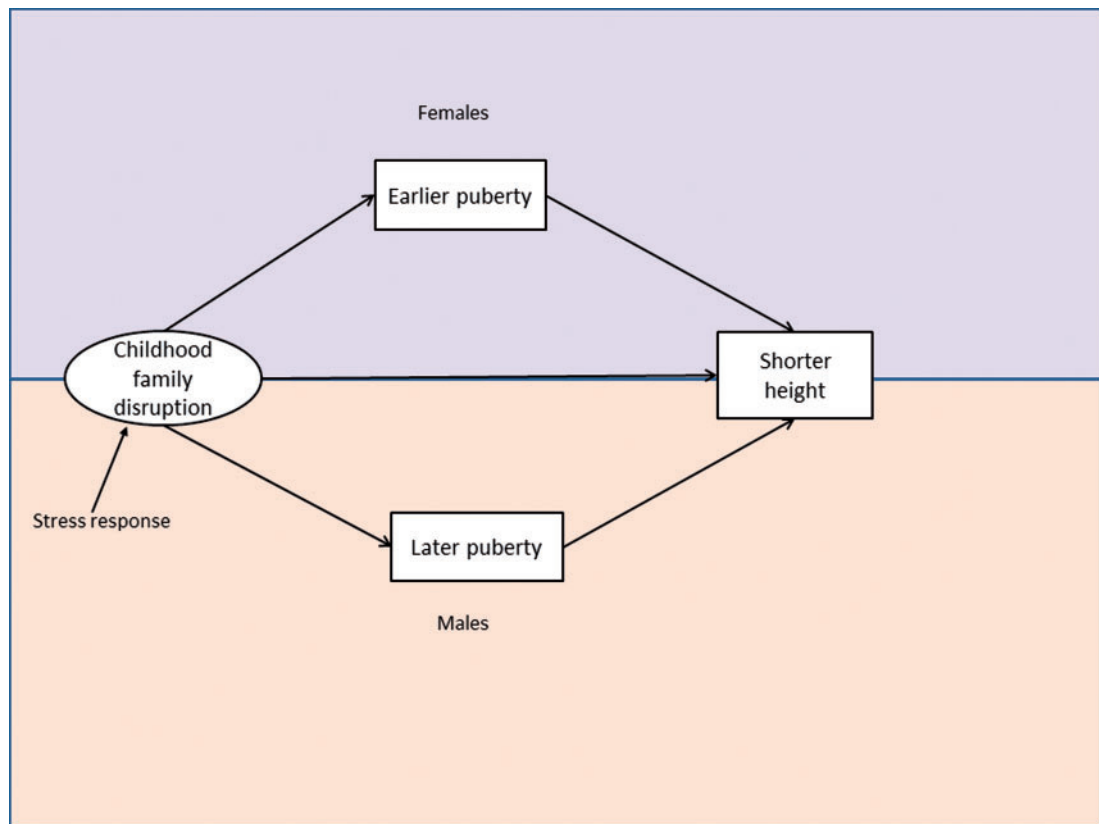 Females
Earlier puberty
Childhood
family
disruption
Shorter
height
Stress response
Later puberty
Males